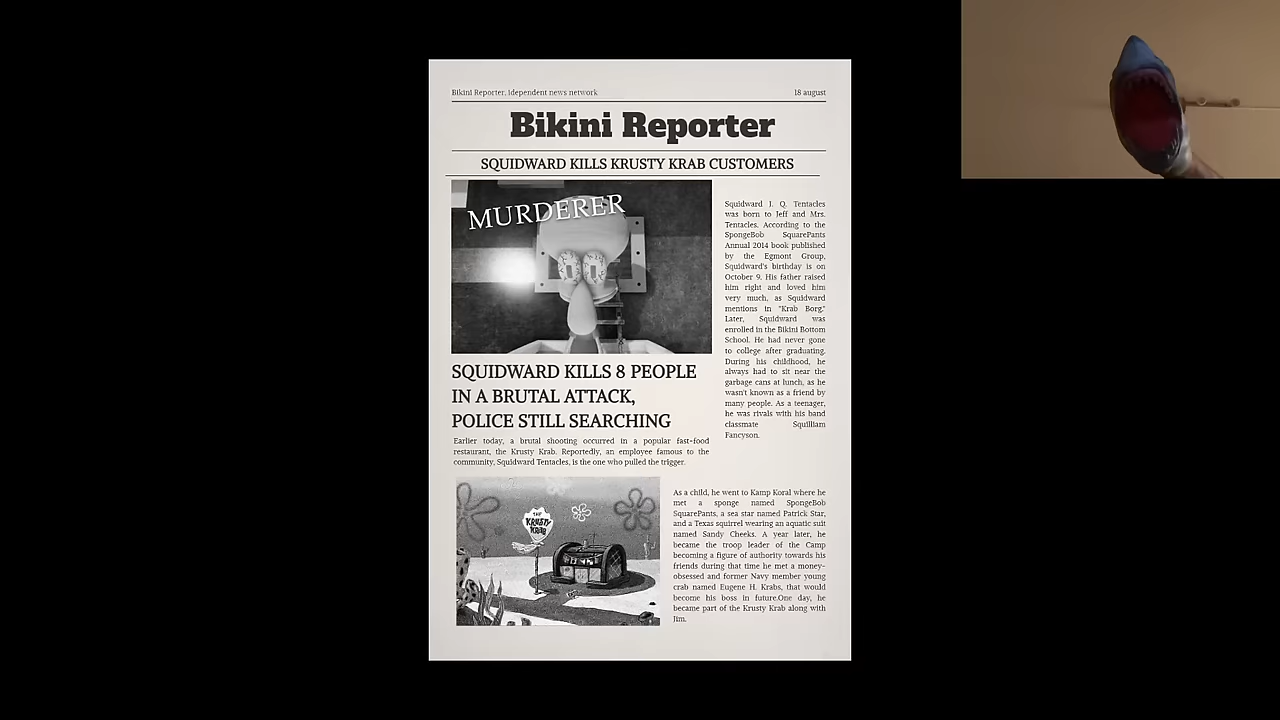 Bikini Reporter, idependent news network
18 august
Bikini Reporter
SQUIDWARD KILLS KRUSTY KRAB CUSTOMERS
MURDERER
SQUIDWARD KILLS 8 PEOPLE
IN A BRUTAL ATTACK,
POLICE STILL SEARCHING
Earlier today, a brutal shooting occurred in a popular fast-food
restaurant, the Krusty Krab. Reportedly, an employee famous to the
community, Squidward Tentacles, is the one who pulled the trigger.
THE
KRUSTY
KRAB
Squidward J. Q. Tentacles
was born to Jeff and Mrs.
Tentacles. According to the
SpongeBob SquarePants
Annual 2014 book published
by the Egmont Group,
Squidward's birthday is on
October 9. His father raised
him right and loved him
very much, as Squidward
mentions in "Krab Borg."
Later, Squidward was
enrolled in the Bikini Bottom
School. He had never gone
to college after graduating.
During his childhood, he
always had to sit near the
garbage cans at lunch, as he
wasn't known as a friend by
many people. As a teenager,
he was rivals with his band
classmate Squilliam
Fancyson.
As a child, he went to Kamp Koral where he
met a sponge named SpongeBob
SquarePants, a sea star named Patrick Star,
and a Texas squirrel wearing an aquatic suit
named Sandy Cheeks. A year later, he
became the troop leader of the Camp
becoming a figure of authority towards his
friends during that time he met a money-
obsessed and former Navy member young
crab named Eugene H. Krabs, that would
become his boss in future.One day, he
became part of the Krusty Krab along with
Jim.